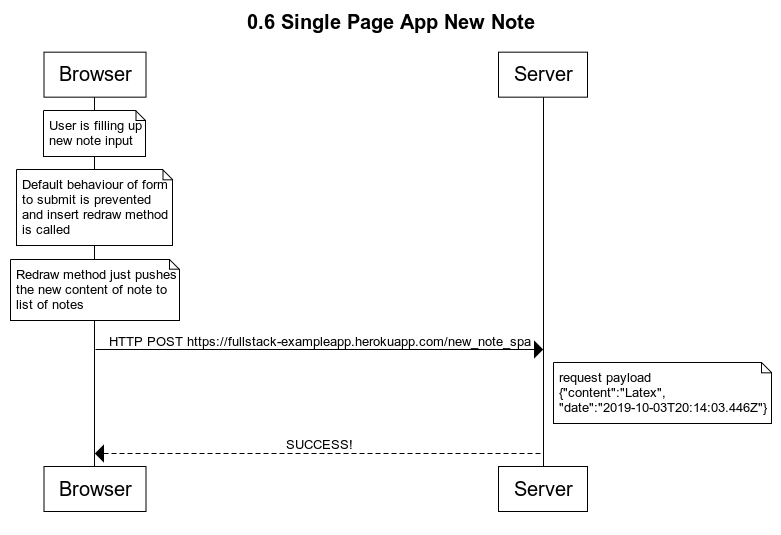 0.6 Single Page App New Note
Browser
Server
User is filling up
new note input
Default behaviour of form
to submit is prevented
and insert redraw method
is called
Redraw method just pushes
the new content of note to
list of notes
HTTP POST https://fullstack-exampleapp.herokuapp.com/new_note_spa
request payload
{"content":"Latex",
"date":"2019-10-03T20:14:03.446Z"}
SUCCESS!
Browser
Server